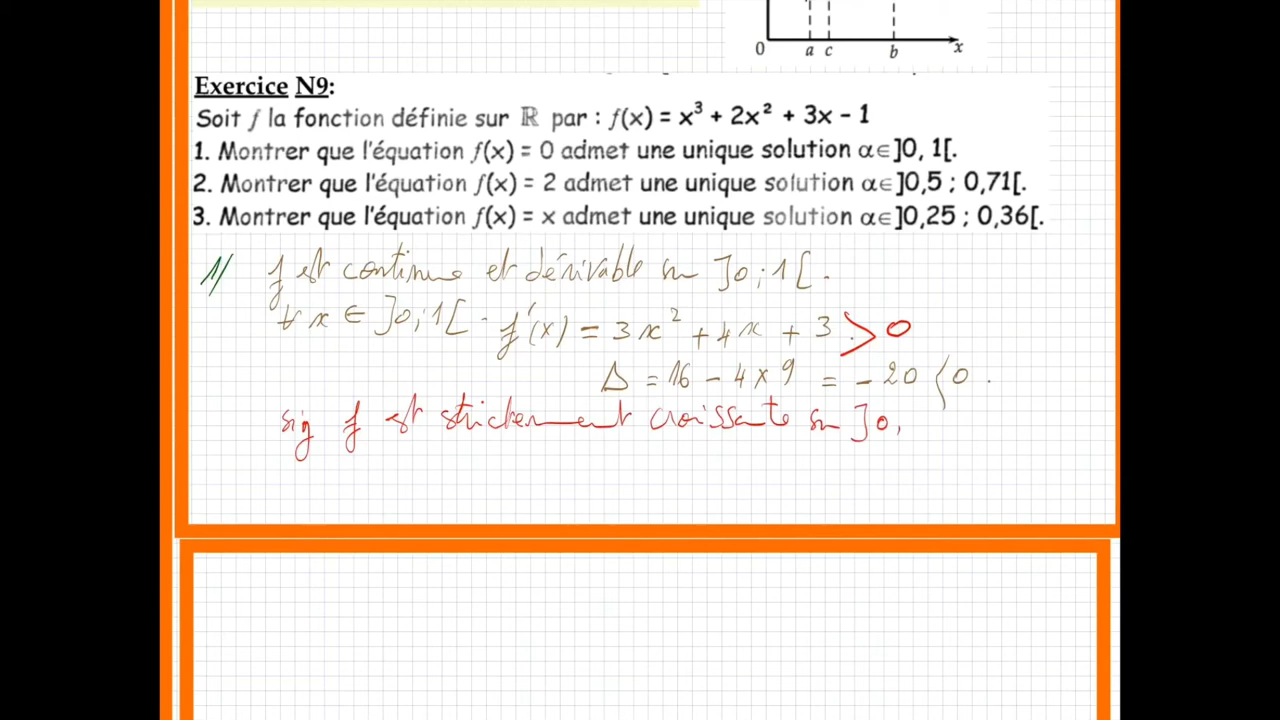 0 a c b x
Exercice N9:
Soit f la fonction définie sur ℝ par : f(x) = x³ + 2x² + 3x - 1
1. Montrer que l'équation f(x) = 0 admet une unique solution α∈]0, 1[.
2. Montrer que l'équation f(x) = 2 admet une unique solution α∈]0,5 ; 0,71[.
3. Montrer que l'équation f(x) = x admet une unique solution α∈]0,25 ; 0,36[.
1/ f est continue et dérivable sur ]0;1[.
∀ x ∈ ]0;1[. f'(x) = 3x² + 4x + 3 > 0
Δ = 16 - 4×9 = -20 < 0.
f est strictement croissante sur ]0,